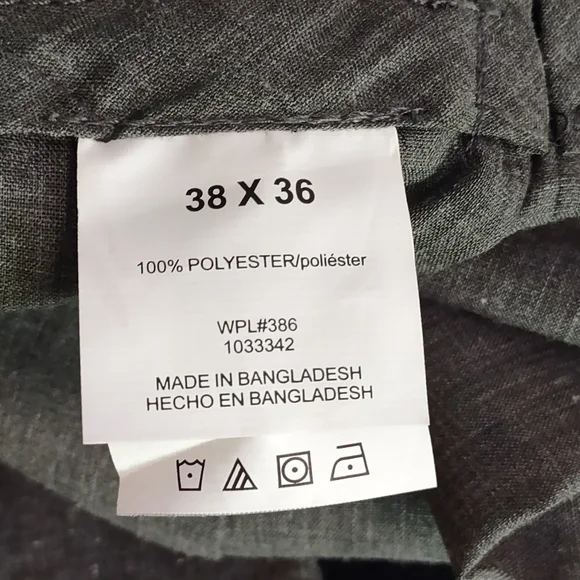 38 X 36
100% POLYESTER/poliéster
WPL#386
1033342
MADE IN BANGLADESH
HECHO EN BANGLADESH